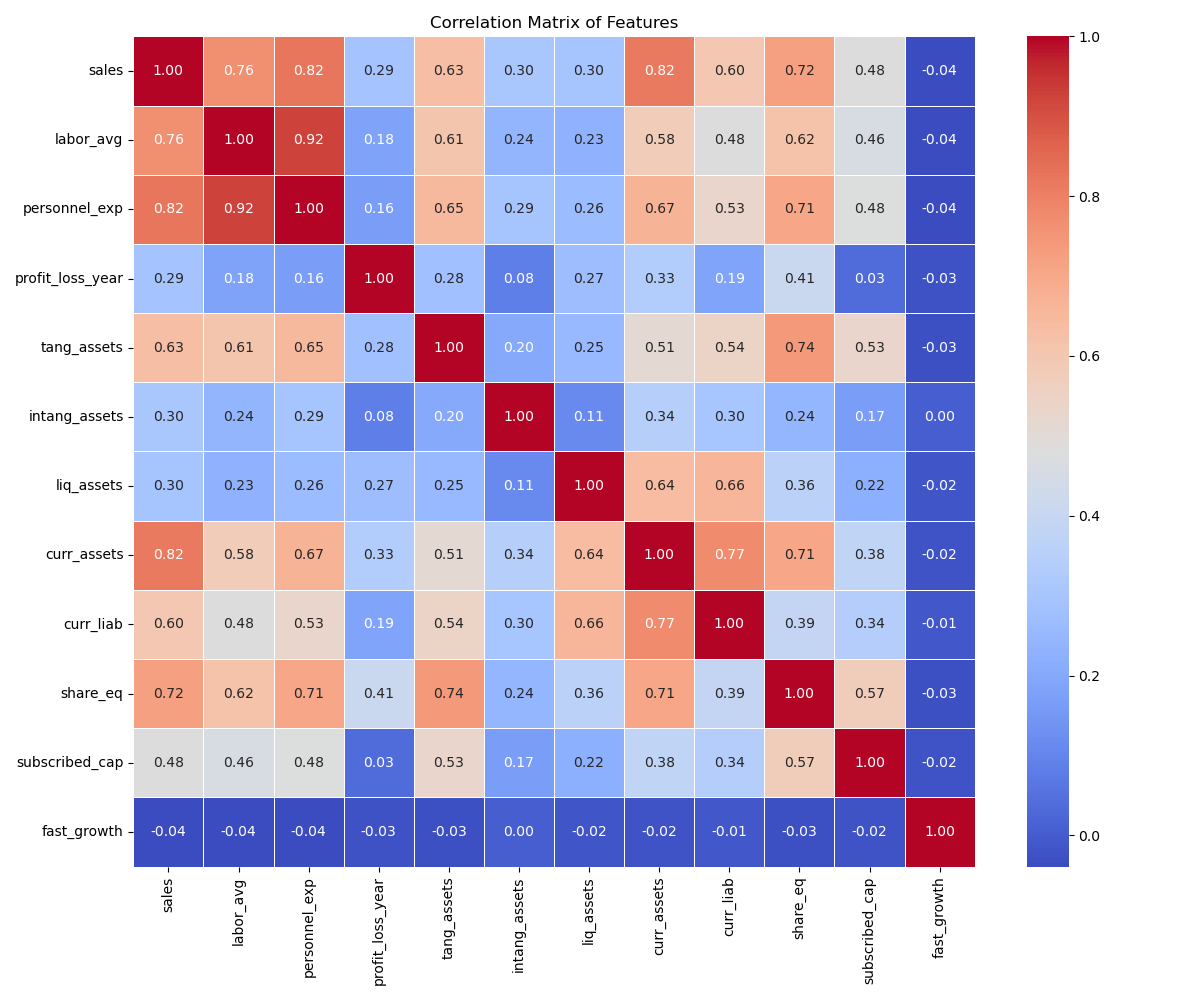 Correlation Matrix of Features
sales 1.00 0.76 0.82 0.29 0.63 0.30 0.30 0.82 0.60 0.72 0.48 -0.04
labor_avg 0.76 1.00 0.92 0.18 0.61 0.24 0.23 0.58 0.48 0.62 0.46 -0.04
personnel_exp 0.82 0.92 1.00 0.16 0.65 0.29 0.26 0.67 0.53 0.71 0.48 -0.04
profit_loss_year 0.29 0.18 0.16 1.00 0.28 0.08 0.27 0.33 0.19 0.41 0.03 -0.03
tang_assets 0.63 0.61 0.65 0.28 1.00 0.20 0.25 0.51 0.54 0.74 0.53 -0.03
intang_assets 0.30 0.24 0.29 0.08 0.20 1.00 0.11 0.34 0.30 0.24 0.17 0.00
liq_assets 0.30 0.23 0.26 0.27 0.25 0.11 1.00 0.64 0.66 0.36 0.22 -0.02
curr_assets 0.82 0.58 0.67 0.33 0.51 0.34 0.64 1.00 0.77 0.71 0.38 -0.02
curr_liab 0.60 0.48 0.53 0.19 0.54 0.30 0.66 0.77 1.00 0.39 0.34 -0.01
share_eq 0.72 0.62 0.71 0.41 0.74 0.24 0.36 0.71 0.39 1.00 0.57 -0.03
subscribed_cap 0.48 0.46 0.48 0.03 0.53 0.17 0.22 0.38 0.34 0.57 1.00 -0.02
fast_growth -0.04 -0.04 -0.04 -0.03 -0.03 0.00 -0.02 -0.02 -0.01 -0.03 -0.02 1.00
sales
labor_avg
personnel_exp
profit_loss_year
tang_assets
intang_assets
liq_assets
curr_assets
curr_liab
share_eq
subscribed_cap
fast_growth
1.0
0.8
0.6
0.4
0.2
0.0